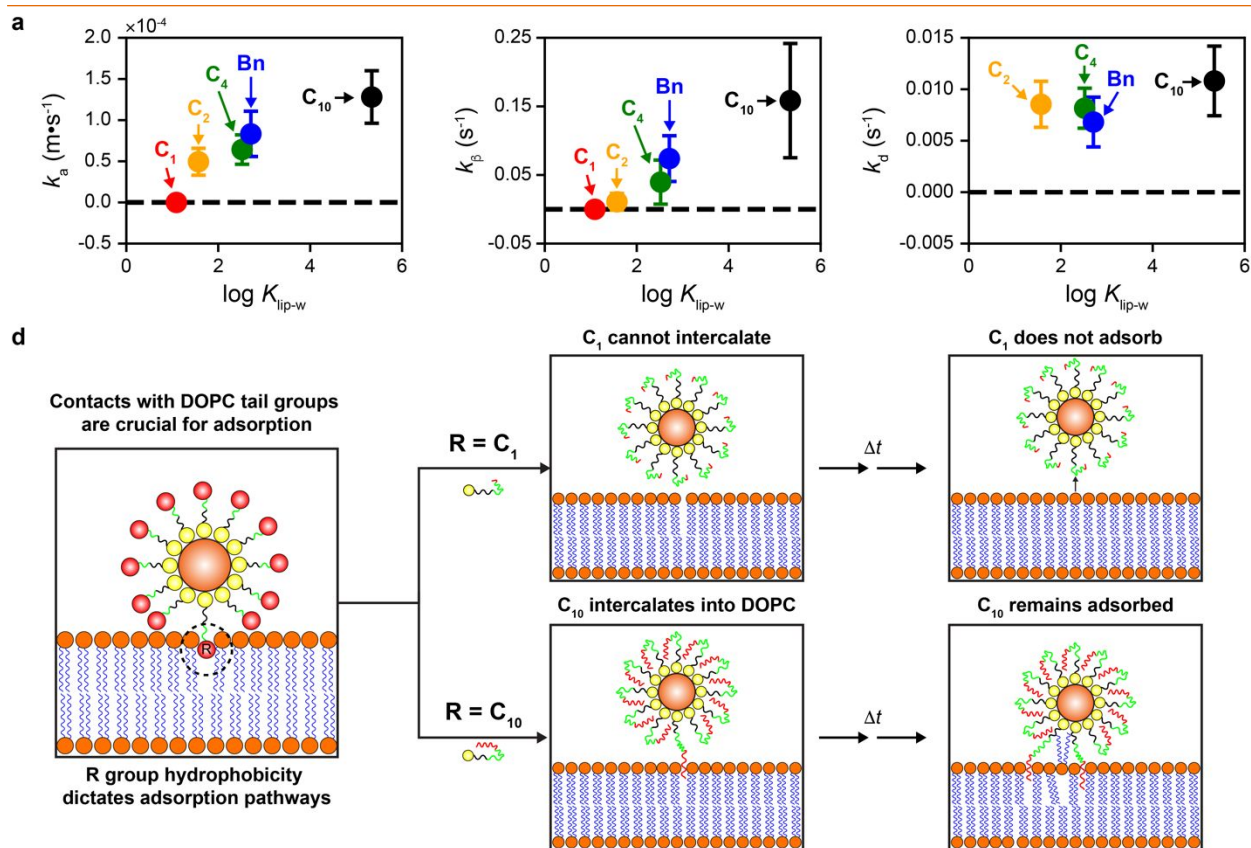 a
×10⁻⁴
2.0
1.5
1.0
0.5
0.0
-0.5
kₐ (m•s⁻¹)
C₁
C₂
C₄
Bn
C₁₀
0 2 4 6
log K_lip-w
0.25
0.15
0.05
-0.05
k_β (s⁻¹)
C₁
C₂
C₄
Bn
C₁₀
0 2 4 6
log K_lip-w
0.015
0.010
0.005
0.000
-0.005
k_d (s⁻¹)
C₂
C₄
Bn
C₁₀
0 2 4 6
log K_lip-w
d
Contacts with DOPC tail groups
are crucial for adsorption
R
R group hydrophobicity
dictates adsorption pathways
R = C₁
C₁ cannot intercalate
Δt
C₁ does not adsorb
R = C₁₀
C₁₀ intercalates into DOPC
Δt
C₁₀ remains adsorbed